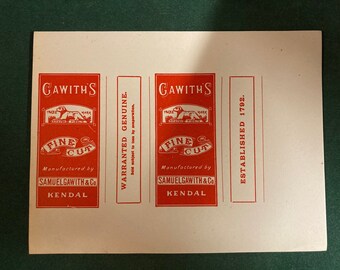 GAWITHS
FINE
CUT
Manufactured by
SAMUEL GAWITH & Co
KENDAL
WARRANTED GENUINE.
GAWITHS
FINE
CUT
Manufactured by
SAMUEL GAWITH & Co
KENDAL
ESTABLISHED 1792.